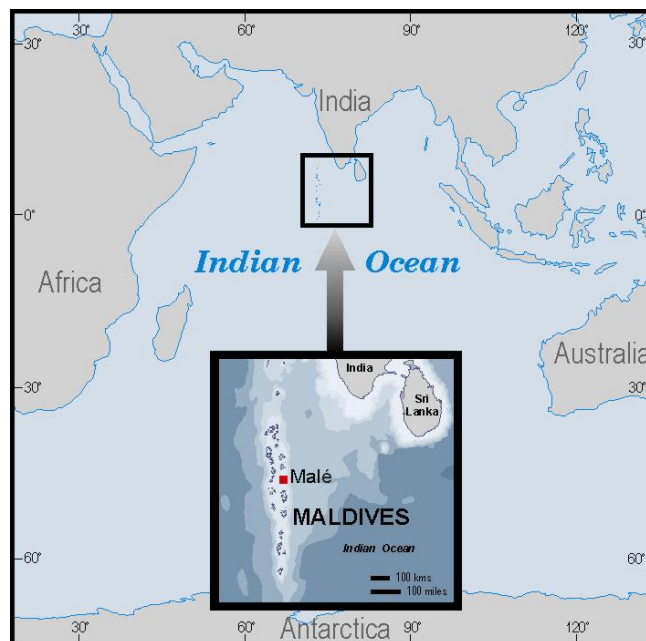 30° 60° 90° 120°
30° 30°
India
0° 0°
Indian Ocean
Africa
Australia
30° 30°
India
Sri
Lanka
Malé
MALDIVES
Indian Ocean
100 kms
100 miles
60° 60°
Antarctica
30° 60° 90° 120°